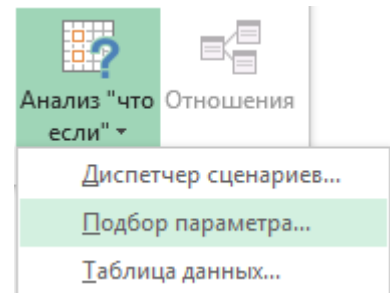 Анализ "что Отношения
если"
Диспетчер сценариев...
Подбор параметра...
Таблица данных...